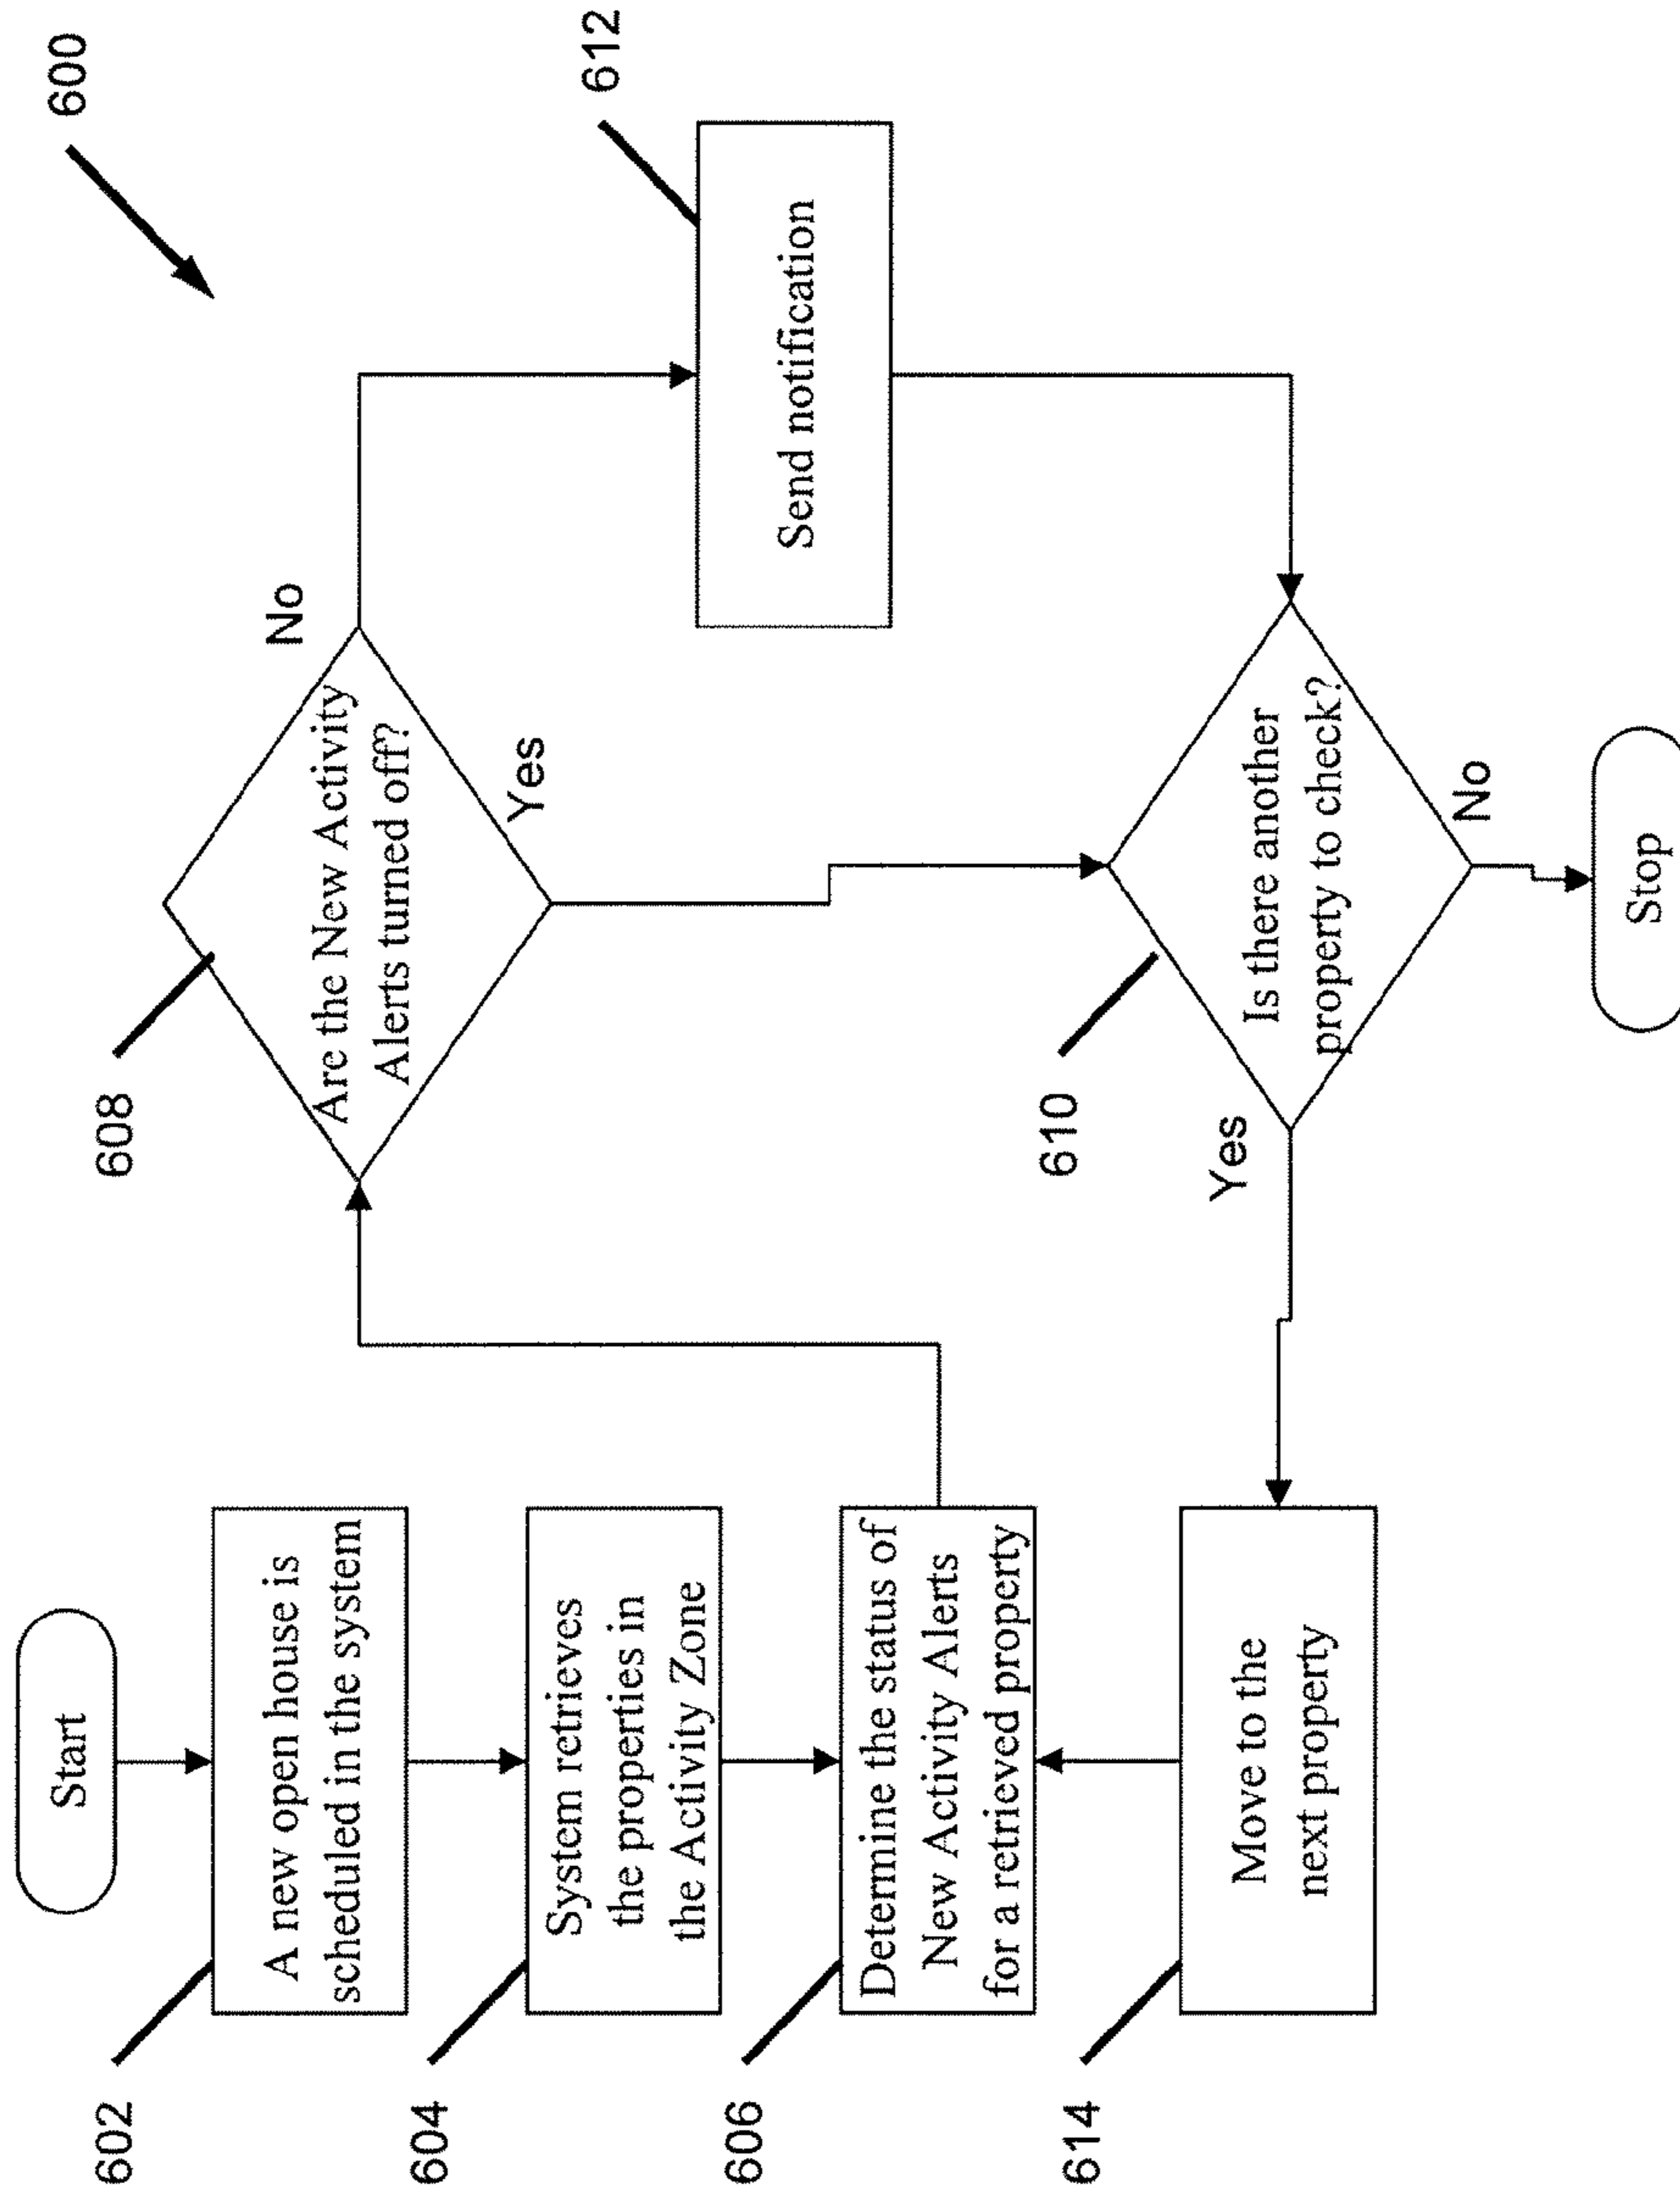 600
Start
602
A new open house is
scheduled in the system
604
System retrieves
the properties in
the Activity Zone
606
Determine the status of
New Activity Alerts
for a retrieved property
608
Are the New Activity
Alerts turned off?
No
Yes
612
Send notification
610
Is there another
property to check?
Yes
No
614
Move to the
next property
Stop